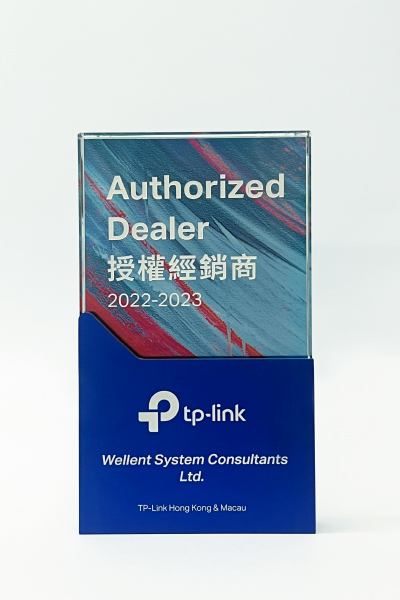 Authorized
Dealer
授權經銷商
2022-2023
tp-link
Wellent System Consultants
Ltd.
TP-Link Hong Kong & Macau